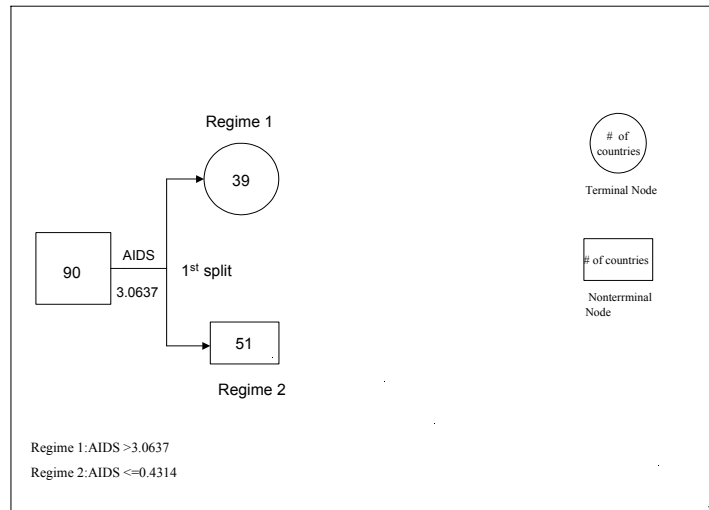 Regime 1
39
# of
countries
Terminal Node
AIDS
90
1st split
3.0637
# of countries
Nonterrminal
Node
51
Regime 2
Regime 1:AIDS >3.0637
Regime 2:AIDS <=0.4314